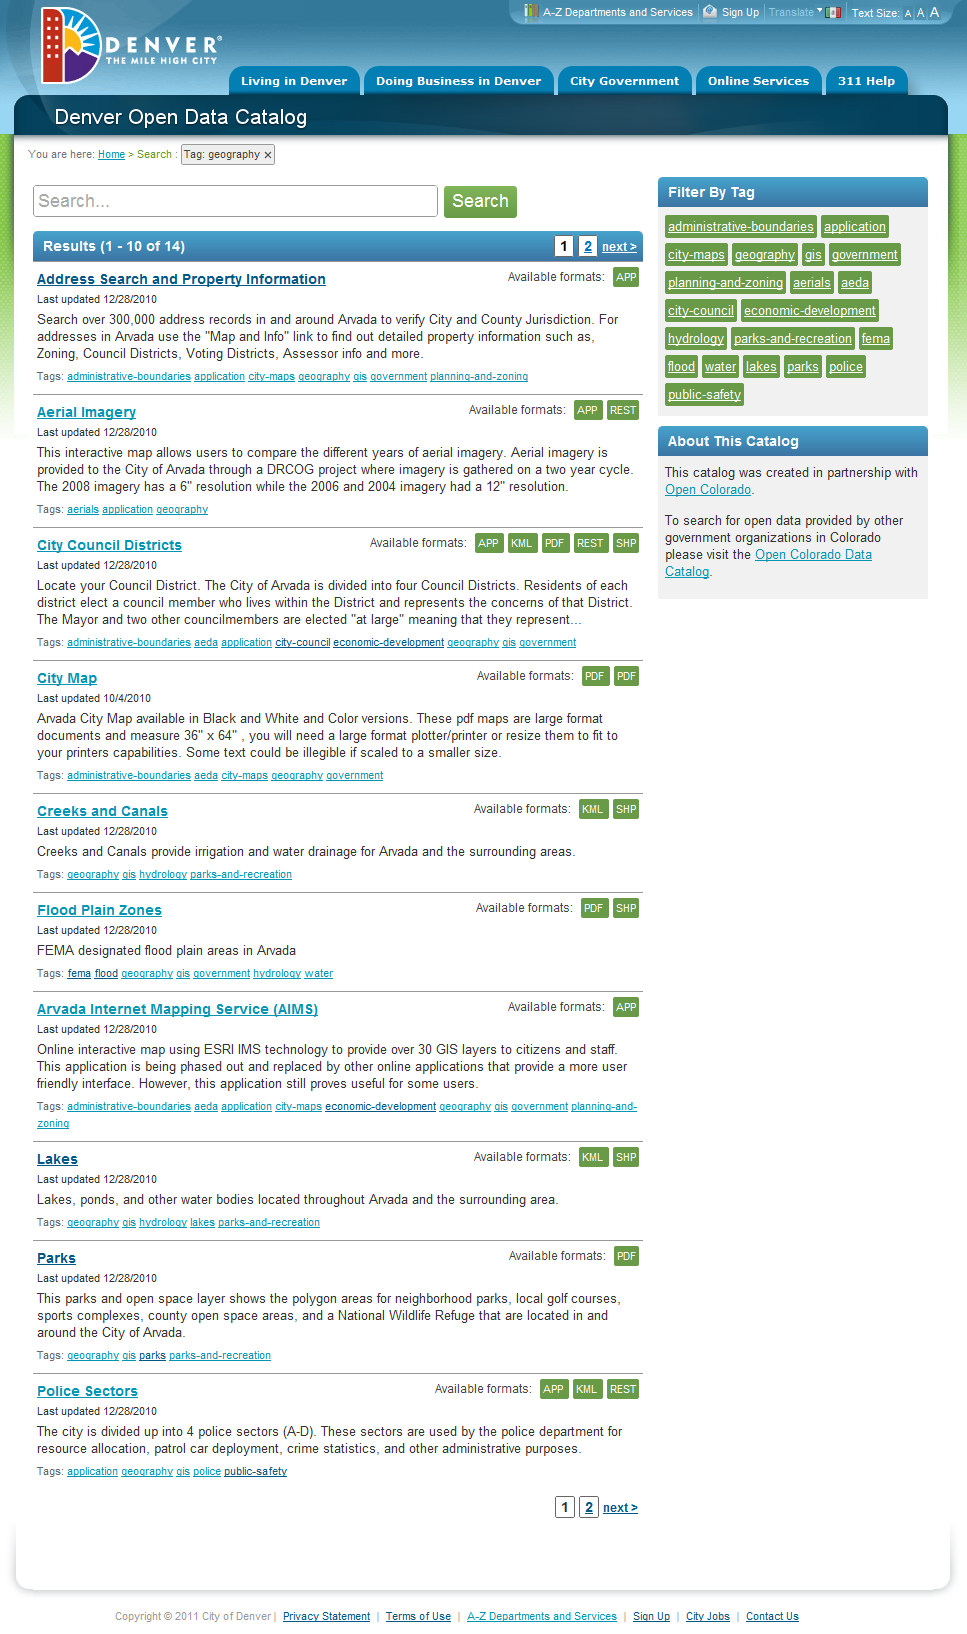 A-Z Departments and Services Sign Up Translate Text Size: A A A
DENVER®
THE MILE HIGH CITY
Living in Denver Doing Business in Denver City Government Online Services 311 Help
Denver Open Data Catalog
You are here: Home > Search : Tag: geography ×
Search... Search
Results (1 - 10 of 14) 1 2 next >
Address Search and Property Information Available formats: APP
Last updated 12/28/2010
Search over 300,000 address records in and around Arvada to verify City and County Jurisdiction. For
addresses in Arvada use the "Map and Info" link to find out detailed property information such as,
Zoning, Council Districts, Voting Districts, Assessor info and more.
Tags: administrative-boundaries application city-maps geography gis government planning-and-zoning
Aerial Imagery Available formats: APP REST
Last updated 12/28/2010
This interactive map allows users to compare the different years of aerial imagery. Aerial imagery is
provided to the City of Arvada through a DRCOG project where imagery is gathered on a two year cycle.
The 2008 imagery has a 6" resolution while the 2006 and 2004 imagery had a 12" resolution.
Tags: aerials application geography
City Council Districts Available formats: APP KML PDF REST SHP
Last updated 12/28/2010
Locate your Council District. The City of Arvada is divided into four Council Districts. Residents of each
district elect a council member who lives within the District and represents the concerns of that District.
The Mayor and two other councilmembers are elected "at large" meaning that they represent...
Tags: administrative-boundaries aeda application city-council economic-development geography gis government
City Map Available formats: PDF PDF
Last updated 10/4/2010
Arvada City Map available in Black and White and Color versions. These pdf maps are large format
documents and measure 36" x 64" , you will need a large format plotter/printer or resize them to fit to
your printers capabilities. Some text could be illegible if scaled to a smaller size.
Tags: administrative-boundaries aeda city-maps geography government
Creeks and Canals Available formats: KML SHP
Last updated 12/28/2010
Creeks and Canals provide irrigation and water drainage for Arvada and the surrounding areas.
Tags: geography gis hydrology parks-and-recreation
Flood Plain Zones Available formats: PDF SHP
Last updated 12/28/2010
FEMA designated flood plain areas in Arvada
Tags: fema flood geography gis government hydrology water
Arvada Internet Mapping Service (AIMS) Available formats: APP
Last updated 12/28/2010
Online interactive map using ESRI IMS technology to provide over 30 GIS layers to citizens and staff.
This application is being phased out and replaced by other online applications that provide a more user
friendly interface. However, this application still proves useful for some users.
Tags: administrative-boundaries aeda application city-maps economic-development geography gis government planning-and-
zoning
Lakes Available formats: KML SHP
Last updated 12/28/2010
Lakes, ponds, and other water bodies located throughout Arvada and the surrounding area.
Tags: geography gis hydrology lakes parks-and-recreation
Parks Available formats: PDF
Last updated 12/28/2010
This parks and open space layer shows the polygon areas for neighborhood parks, local golf courses,
sports complexes, county open space areas, and a National Wildlife Refuge that are located in and
around the City of Arvada.
Tags: geography gis parks parks-and-recreation
Police Sectors Available formats: APP KML REST
Last updated 12/28/2010
The city is divided up into 4 police sectors (A-D). These sectors are used by the police department for
resource allocation, patrol car deployment, crime statistics, and other administrative purposes.
Tags: application geography gis police public-safety
1 2 next >
Filter By Tag
administrative-boundaries application
city-maps geography gis government
planning-and-zoning aerials aeda
city-council economic-development
hydrology parks-and-recreation fema
flood water lakes parks police
public-safety
About This Catalog
This catalog was created in partnership with
Open Colorado.
To search for open data provided by other
government organizations in Colorado
please visit the Open Colorado Data
Catalog.
Copyright © 2011 City of Denver | Privacy Statement | Terms of Use | A-Z Departments and Services | Sign Up | City Jobs | Contact Us